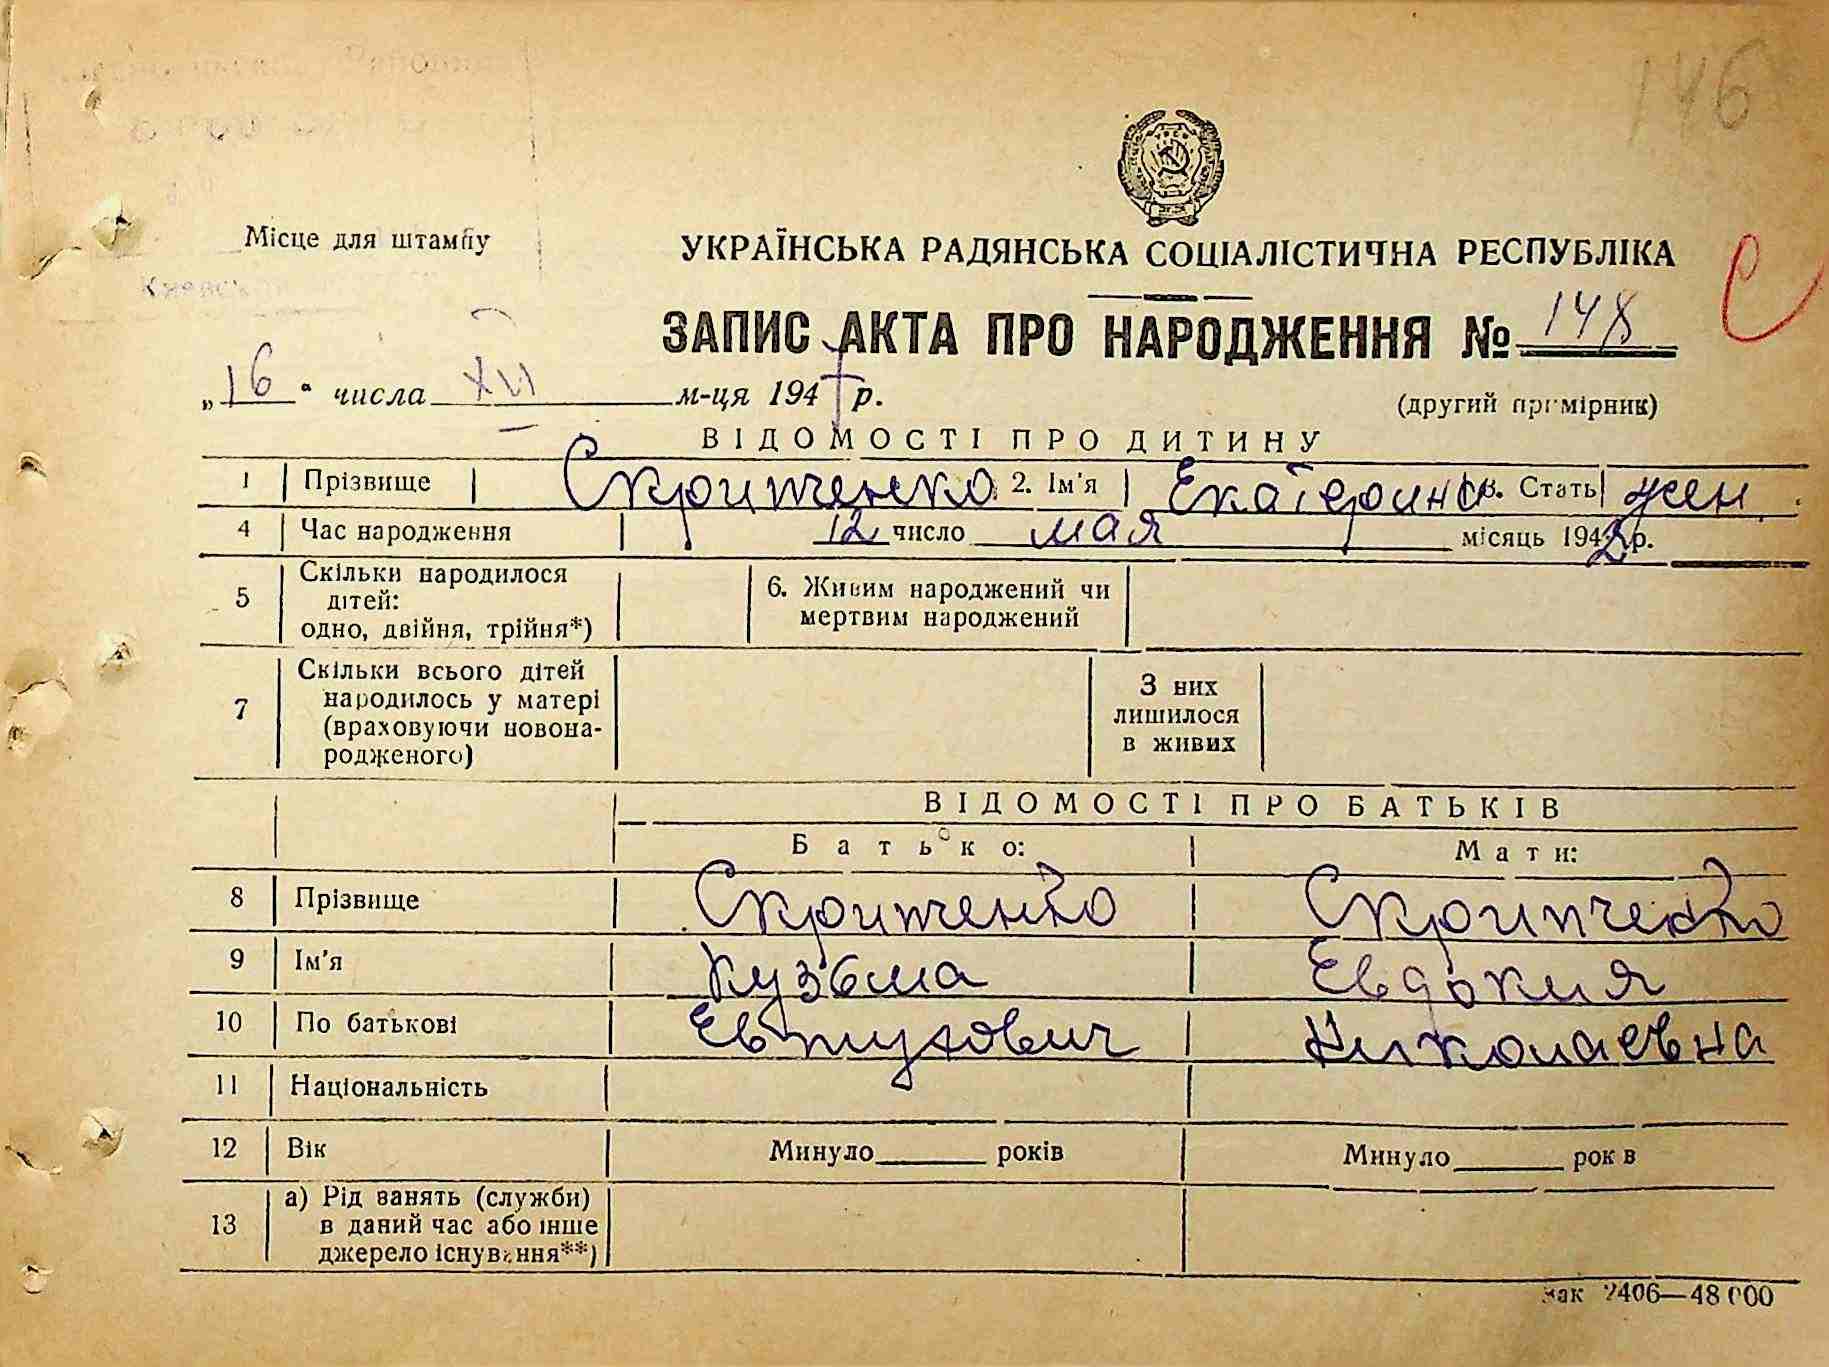 146
Місце для штампу
УКРАЇНСЬКА РАДЯНСЬКА СОЦІАЛІСТИЧНА РЕСПУБЛІКА
С
ЗАПИС АКТА ПРО НАРОДЖЕННЯ № 148
„16" числа XII м-ця 1947 р.
(другий примірник)
ВІДОМОСТІ ПРО ДИТИНУ
1 Прізвище Скрипченко 2. Ім'я Екатерина 3. Стать жен.
4 Час народження 12 число мая місяць 1942 р.
5 Скільки народилося дітей: одно, двійня, трійня*) 6. Живим народжений чи мертвим народжений
7 Скільки всього дітей народилось у матері (враховуючи новонародженого) З них лишилося в живих
ВІДОМОСТІ ПРО БАТЬКІВ
Батько: Мати:
8 Прізвище Скрипченко Скрипченко
9 Ім'я Кузьма Евдокия
10 По батькові Евтухович Николаевна
11 Національність
12 Вік Минуло років Минуло рок в
13 а) Рід занять (служби) в даний час або інше джерело існування**)
Зак 2406—48 000